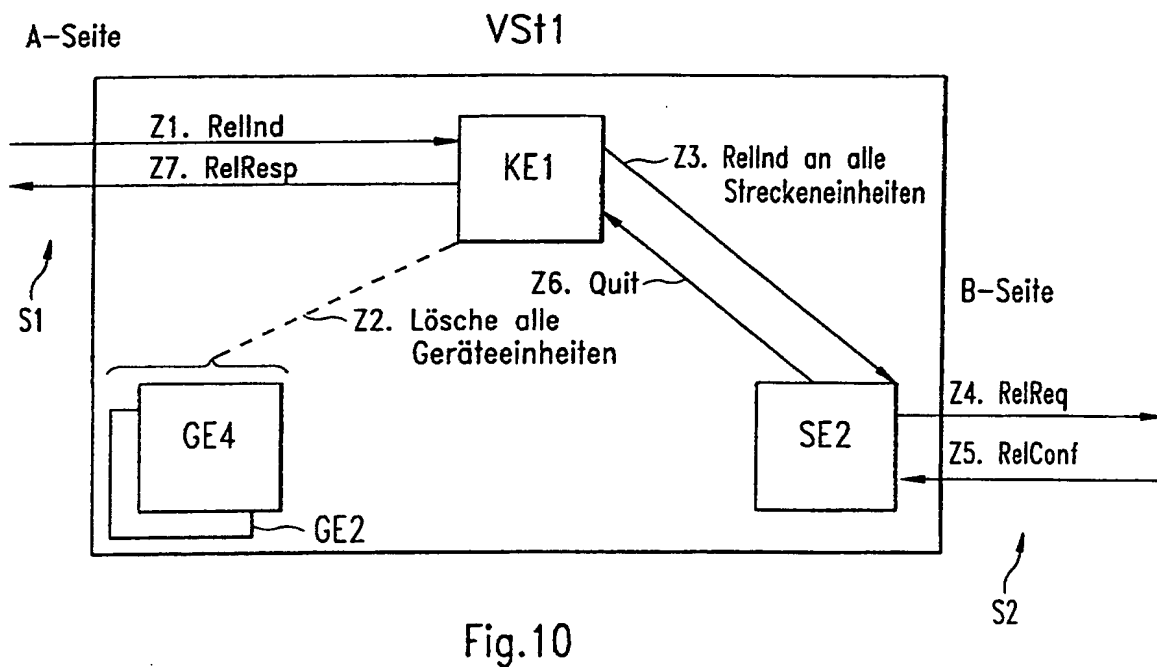 A-Seite
VSt1
Z1. RelInd
Z7. RelResp
KE1
Z3. RelInd an alle
Streckeneinheiten
Z6. Quit
B-Seite
S1
Z2. Lösche alle
Geräteeinheiten
GE4
GE2
SE2
Z4. RelReq
Z5. RelConf
S2
Fig.10